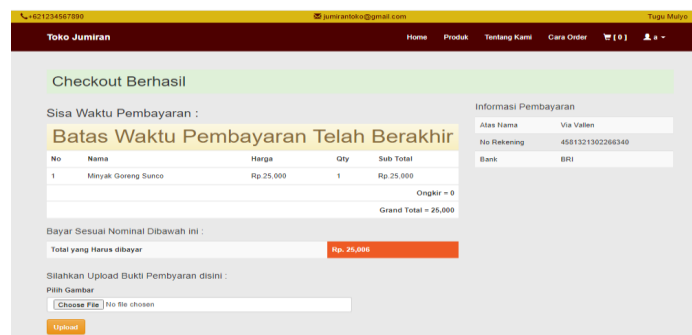 +621234567890 jumirantoko@gmail.com Tugu Mulyo
Toko Jumiran Home Produk Tentang Kami Cara Order [ 0 ] a
Checkout Berhasil
Sisa Waktu Pembayaran :
Batas Waktu Pembayaran Telah Berakhir
No Nama Harga Qty Sub Total
1 Minyak Goreng Sunco Rp.25,000 1 Rp.25,000
Ongkir = 0
Grand Total = 25,000
Bayar Sesuai Nominal Dibawah ini :
Total yang Harus dibayar Rp. 25,006
Silahkan Upload Bukti Pembyaran disini :
Pilih Gambar
Choose File No file chosen
Upload
Informasi Pembayaran
Atas Nama Via Vallen
No Rekening 4581321302266340
Bank BRI